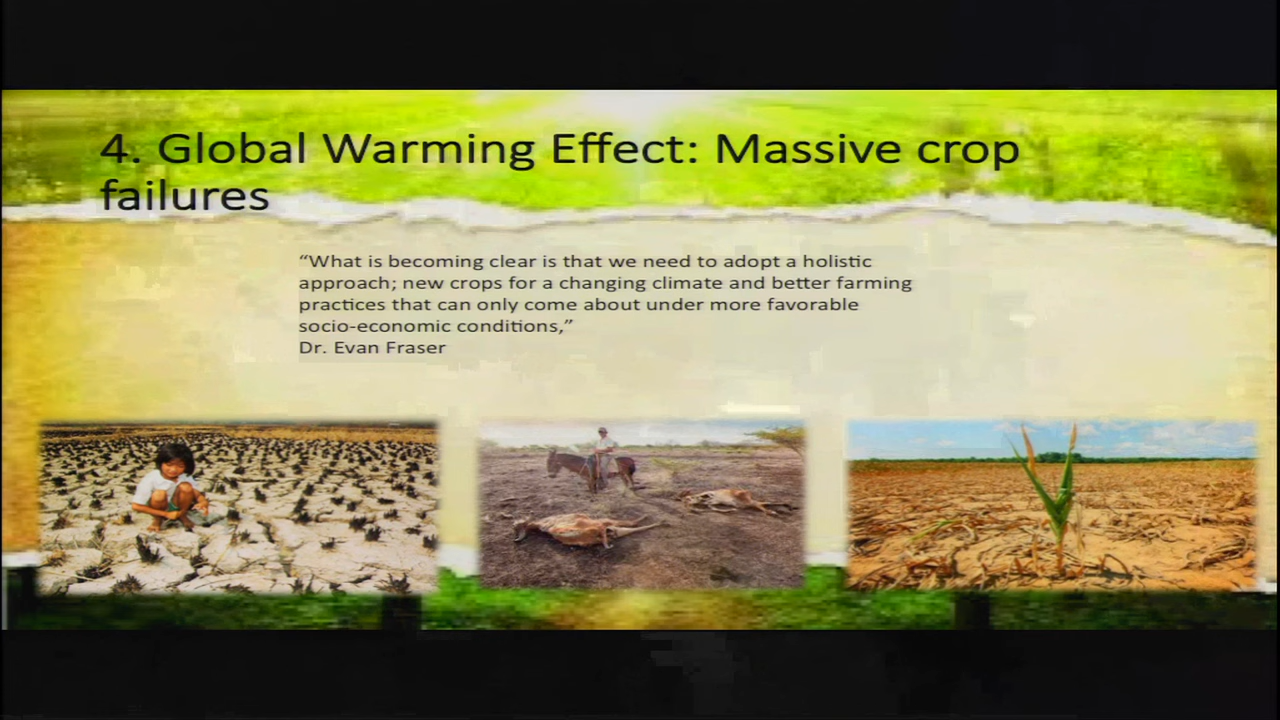 4. Global Warming Effect: Massive crop
failures
“What is becoming clear is that we need to adopt a holistic
approach; new crops for a changing climate and better farming
practices that can only come about under more favorable
socio-economic conditions,”
Dr. Evan Fraser